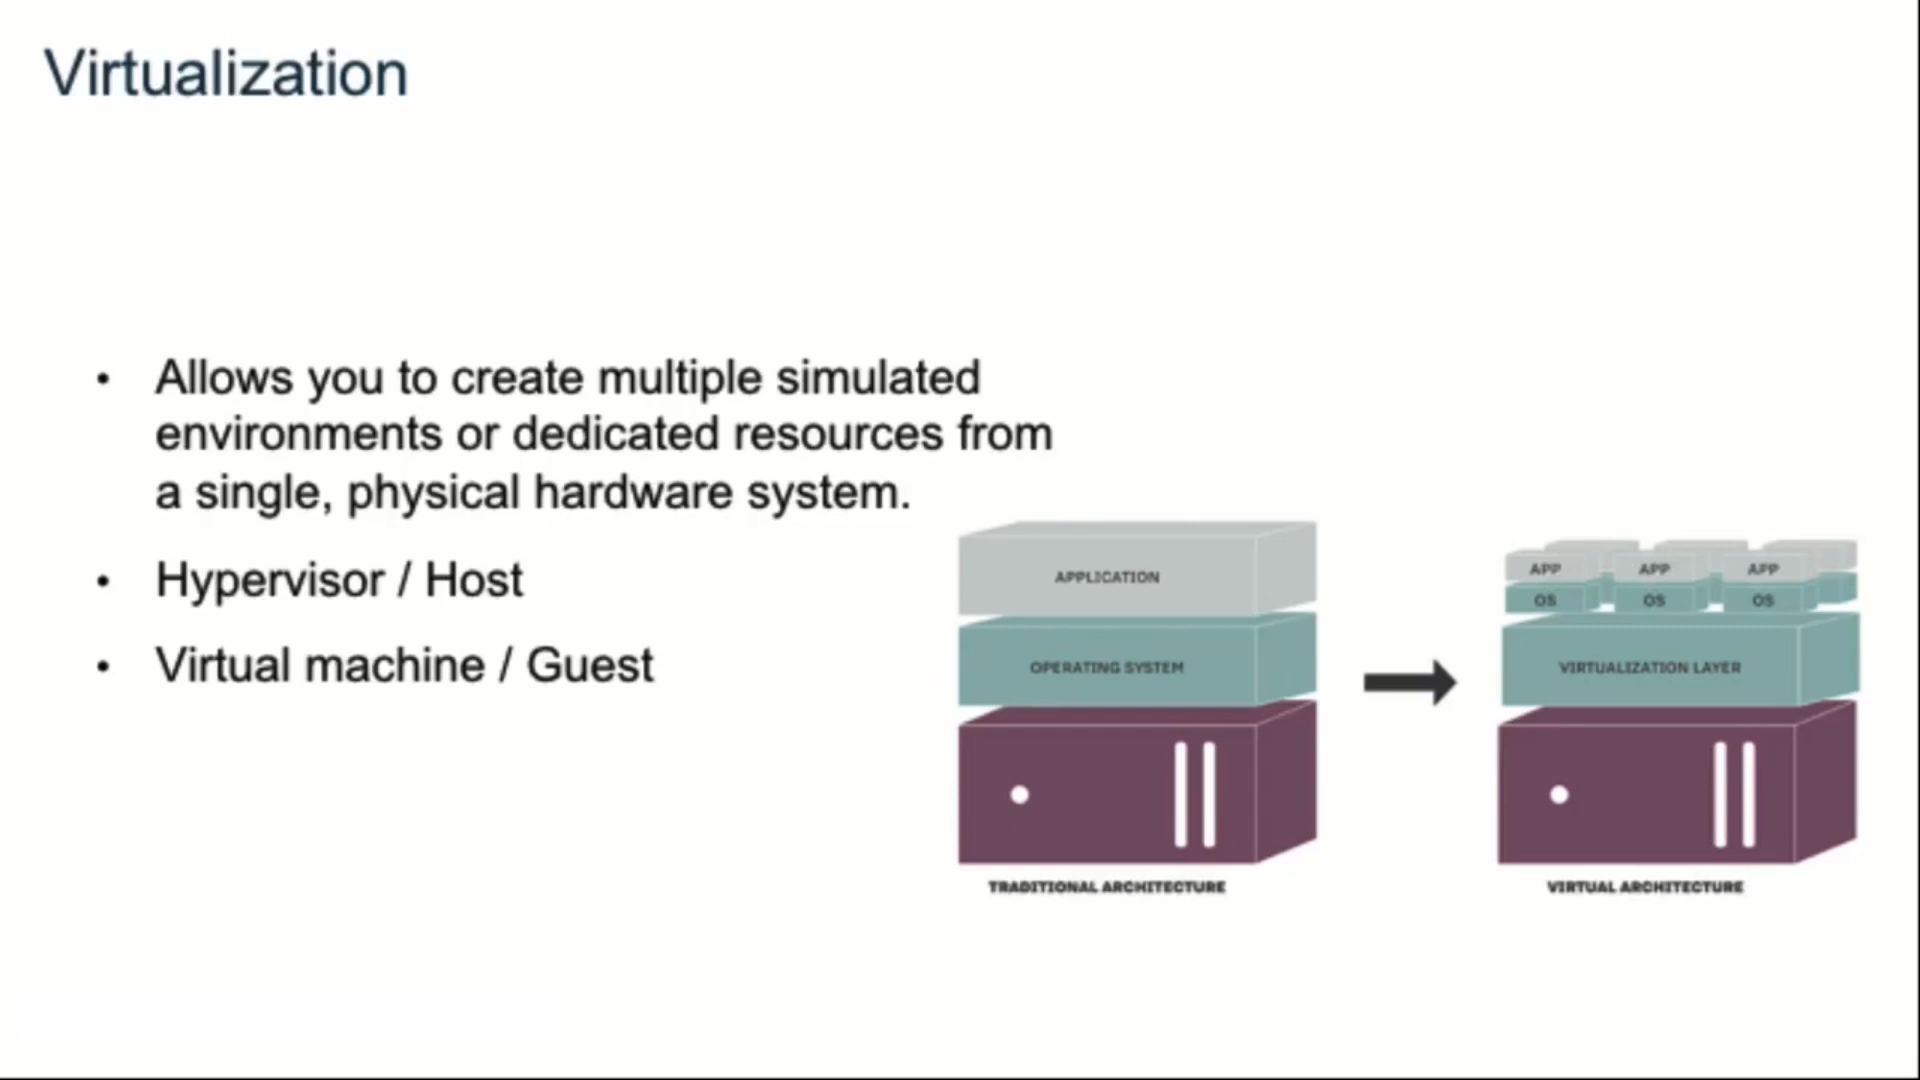 Virtualization
• Allows you to create multiple simulated
environments or dedicated resources from
a single, physical hardware system.
• Hypervisor / Host
• Virtual machine / Guest
APPLICATION
OPERATING SYSTEM
TRADITIONAL ARCHITECTURE
APP APP APP
OS OS OS
VIRTUALIZATION LAYER
VIRTUAL ARCHITECTURE